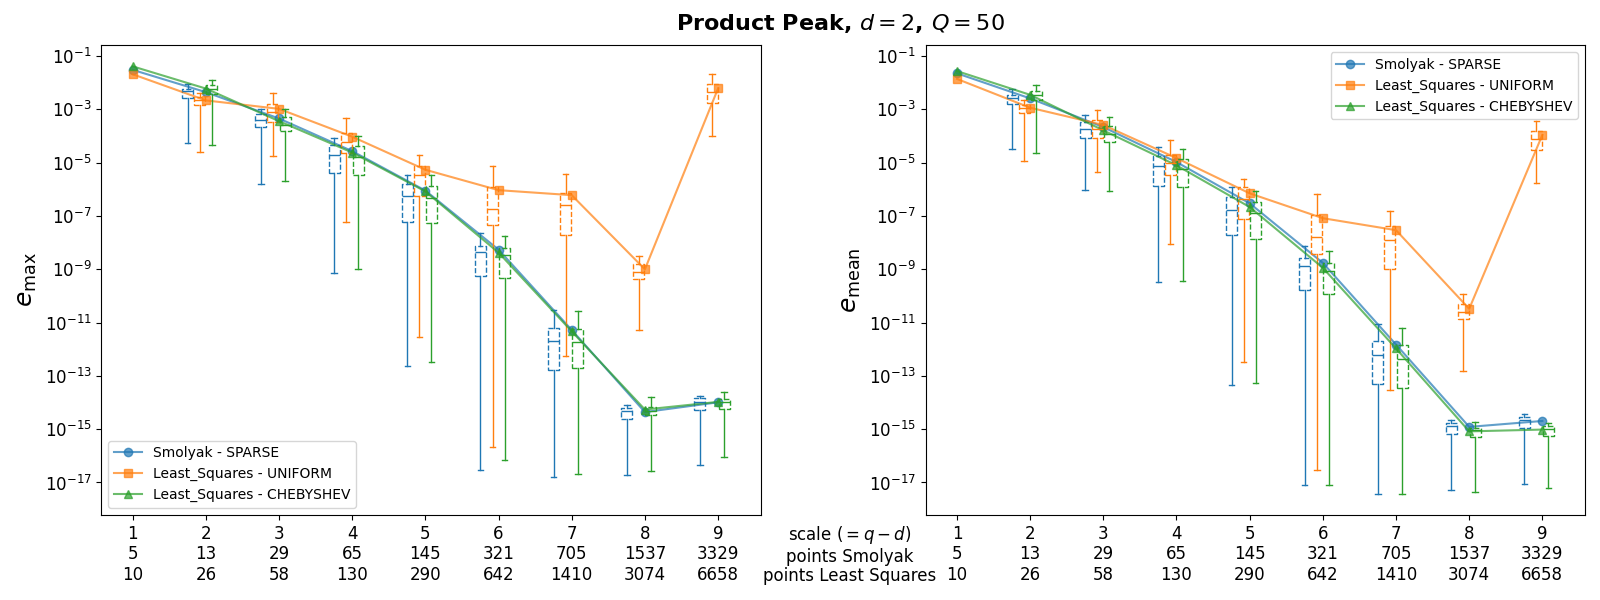 Product Peak, d = 2, Q = 50
10⁻¹
10⁻³
10⁻⁵
10⁻⁷
10⁻⁹
10⁻¹¹
10⁻¹³
10⁻¹⁵
10⁻¹⁷
e_max
Smolyak - SPARSE
Least_Squares - UNIFORM
Least_Squares - CHEBYSHEV
10⁻¹
10⁻³
10⁻⁵
10⁻⁷
10⁻⁹
10⁻¹¹
10⁻¹³
10⁻¹⁵
10⁻¹⁷
e_mean
Smolyak - SPARSE
Least_Squares - UNIFORM
Least_Squares - CHEBYSHEV
1 2 3 4 5 6 7 8 9 scale (= q − d) 1 2 3 4 5 6 7 8 9
5 13 29 65 145 321 705 1537 3329 points Smolyak 5 13 29 65 145 321 705 1537 3329
10 26 58 130 290 642 1410 3074 6658 points Least Squares 10 26 58 130 290 642 1410 3074 6658